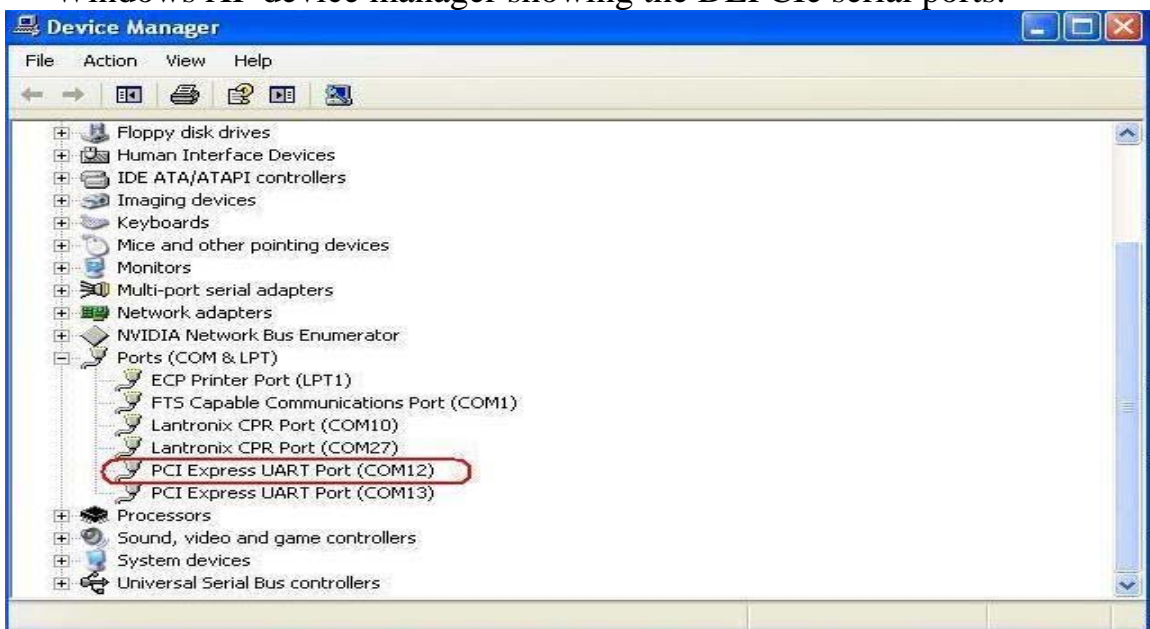 Windows XP device manager showing the DLPCIe serial ports:
Device Manager
File Action View Help
Floppy disk drives
Human Interface Devices
IDE ATA/ATAPI controllers
Imaging devices
Keyboards
Mice and other pointing devices
Monitors
Multi-port serial adapters
Network adapters
NVIDIA Network Bus Enumerator
Ports (COM & LPT)
ECP Printer Port (LPT1)
FTS Capable Communications Port (COM1)
Lantronix CPR Port (COM10)
Lantronix CPR Port (COM27)
PCI Express UART Port (COM12)
PCI Express UART Port (COM13)
Processors
Sound, video and game controllers
System devices
Universal Serial Bus controllers